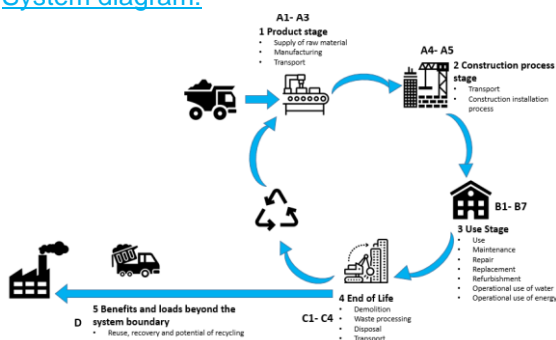 System diagram:
A1- A3
1 Product stage
• Supply of raw material
• Manufacturing
• Transport
A4- A5
2 Construction process
stage
• Transport
• Construction installation
process
B1- B7
3 Use Stage
• Use
• Maintenance
• Repair
• Replacement
• Refurbishment
• Operational use of water
• Operational use of energy
4 End of Life
C1- C4
• Demolition
• Waste processing
• Disposal
• Transport
5 Benefits and loads beyond the
D system boundary
• Reuse, recovery and potential of recycling